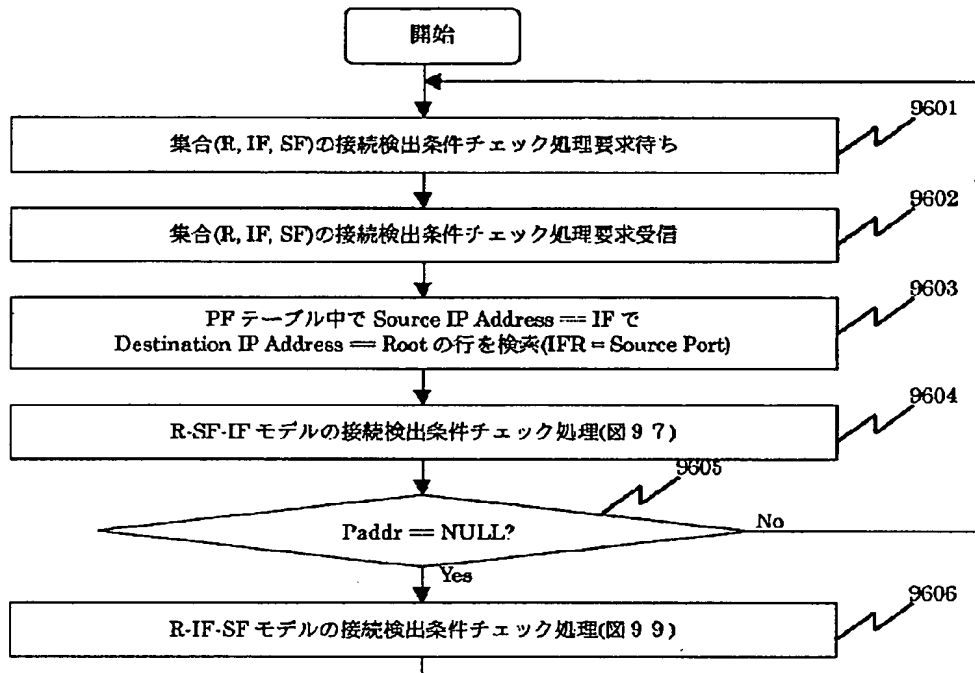 開始
9601
集合(R, IF, SF)の接続検出条件チェック処理要求待ち
9602
集合(R, IF, SF)の接続検出条件チェック処理要求受信
9603
PFテーブル中で Source IP Address == IF で
Destination IP Address == Root の行を検索(IFR = Source Port)
9604
R-SF-IF モデルの接続検出条件チェック処理(図97)
9605
Paddr == NULL?
No
Yes
9606
R-IF-SF モデルの接続検出条件チェック処理(図99)